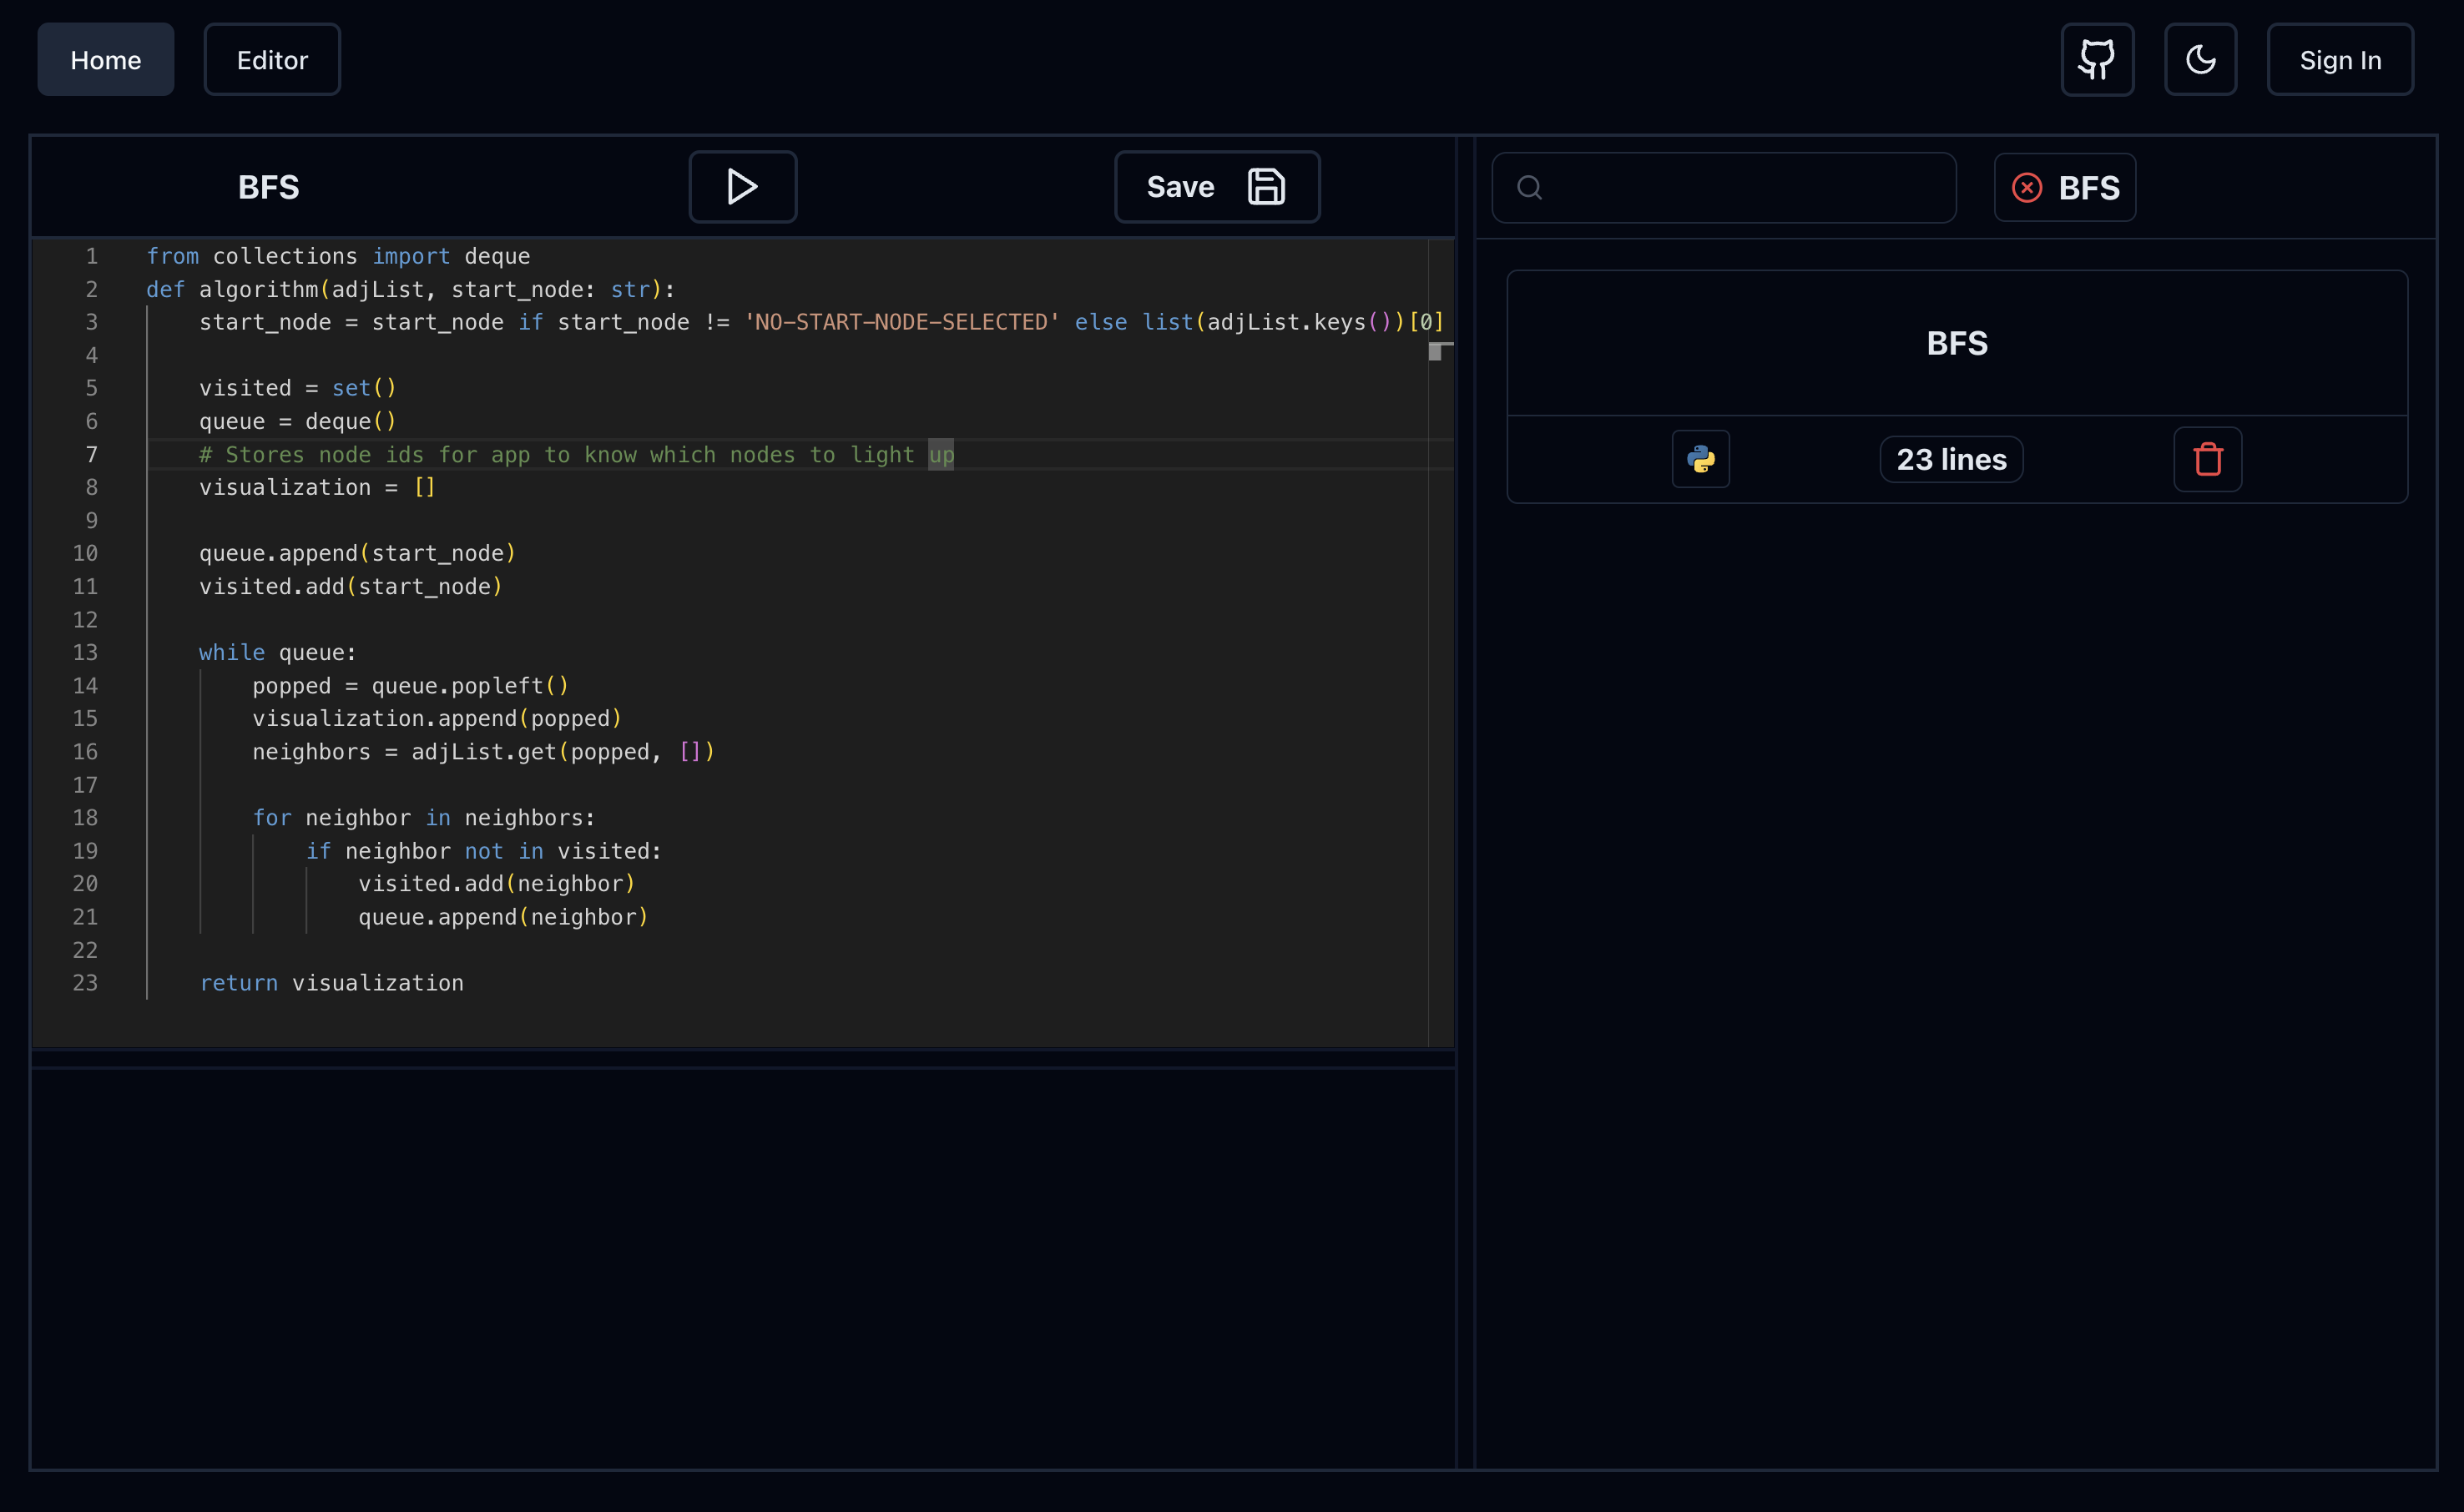 Home Editor Sign In
BFS Save BFS
1 from collections import deque
2 def algorithm(adjList, start_node: str):
3     start_node = start_node if start_node != 'NO-START-NODE-SELECTED' else list(adjList.keys())[0]
4
5     visited = set()
6     queue = deque()
7     # Stores node ids for app to know which nodes to light up
8     visualization = []
9
10     queue.append(start_node)
11     visited.add(start_node)
12
13     while queue:
14         popped = queue.popleft()
15         visualization.append(popped)
16         neighbors = adjList.get(popped, [])
17
18         for neighbor in neighbors:
19             if neighbor not in visited:
20                 visited.add(neighbor)
21                 queue.append(neighbor)
22
23     return visualization
BFS
23 lines